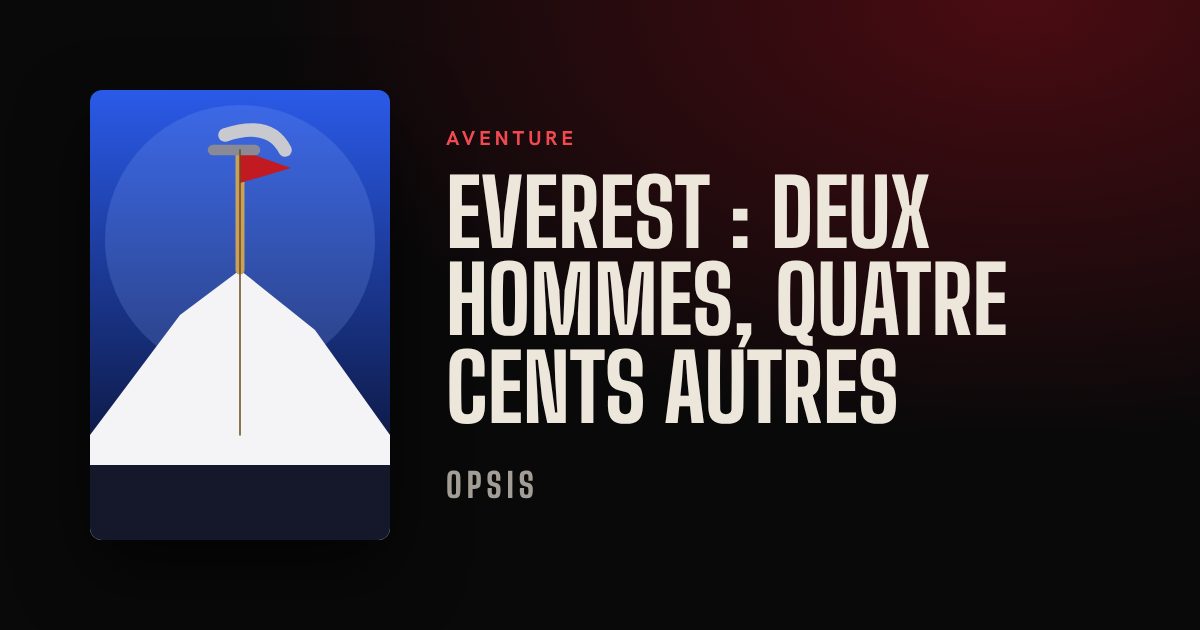 AVENTURE
EVEREST : DEUX
HOMMES, QUATRE
CENTS AUTRES
OPSIS